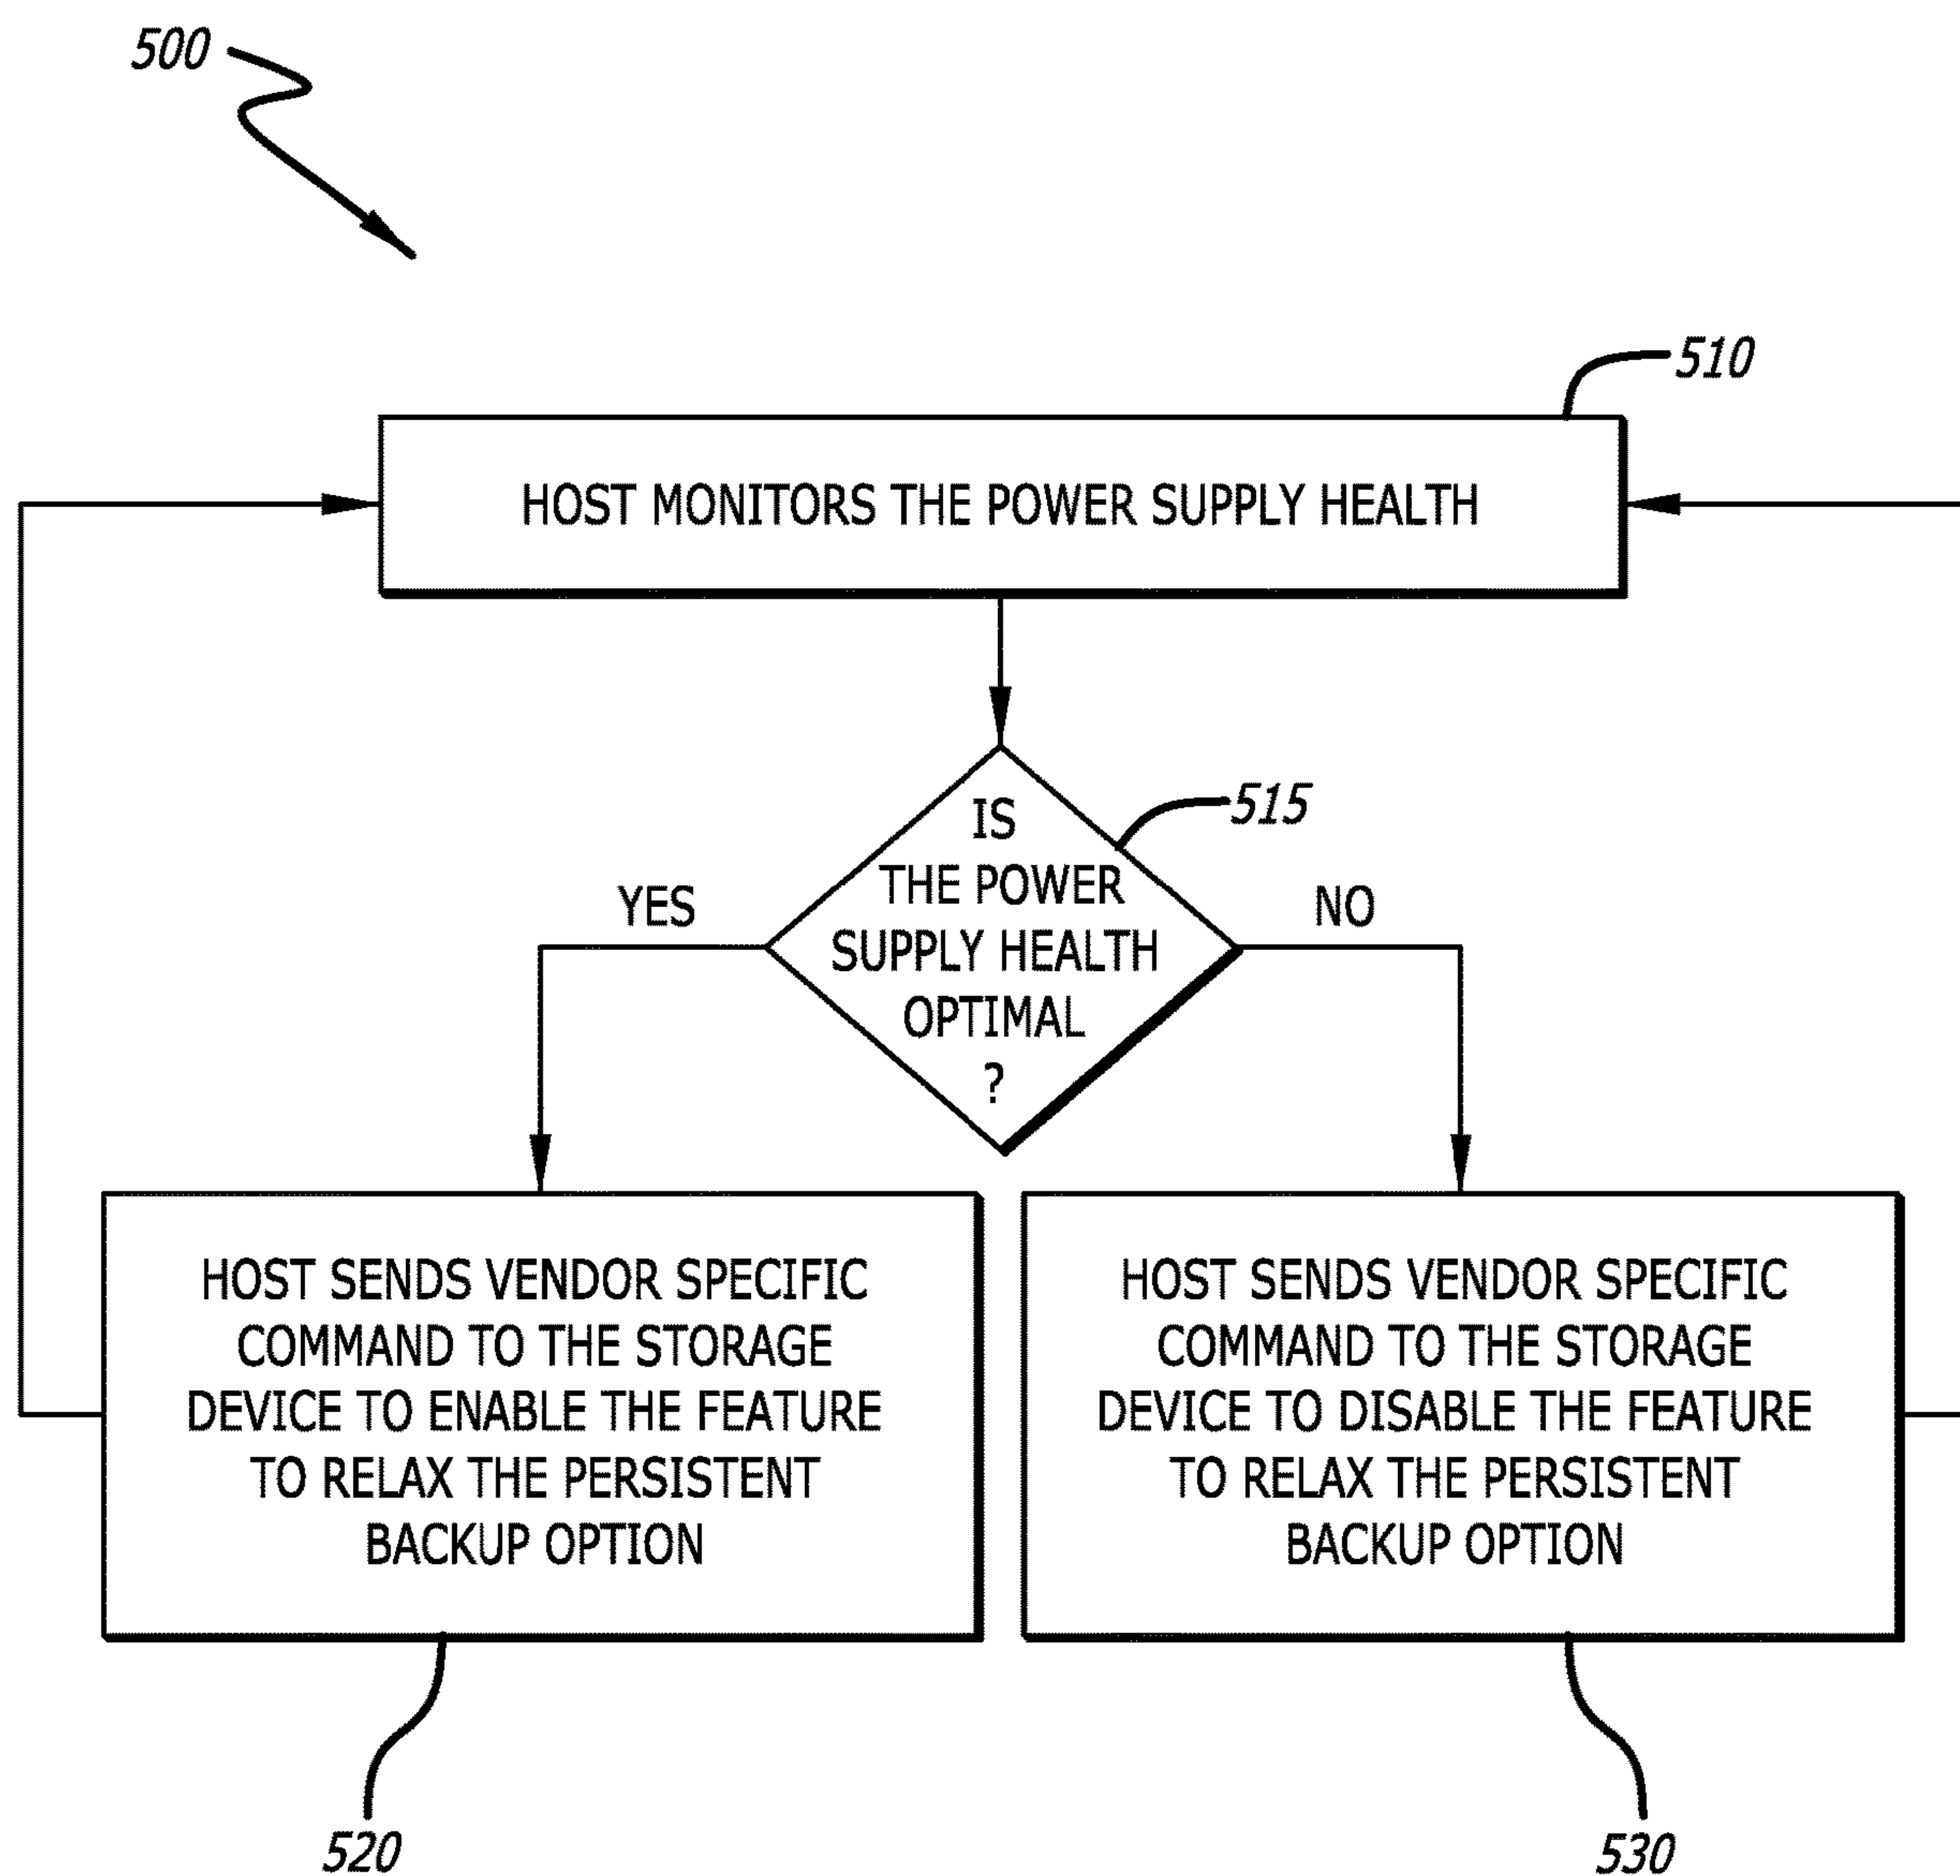 500
510
HOST MONITORS THE POWER SUPPLY HEALTH
515
IS
THE POWER
SUPPLY HEALTH
OPTIMAL
?
YES
NO
HOST SENDS VENDOR SPECIFIC
COMMAND TO THE STORAGE
DEVICE TO ENABLE THE FEATURE
TO RELAX THE PERSISTENT
BACKUP OPTION
HOST SENDS VENDOR SPECIFIC
COMMAND TO THE STORAGE
DEVICE TO DISABLE THE FEATURE
TO RELAX THE PERSISTENT
BACKUP OPTION
520
530